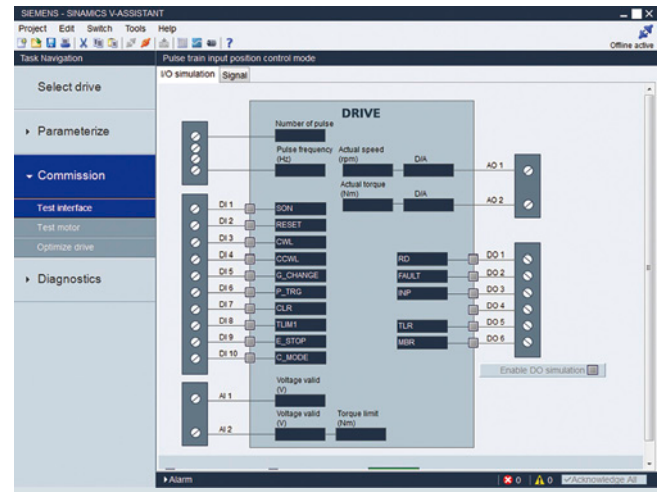 SIEMENS - SINAMICS V-ASSISTANT
Project Edit Switch Tools Help
Offline active
Task Navigation
Pulse train input position control mode
Select drive
Parameterize
Commission
Test interface
Test motor
Optimize drive
Diagnostics
I/O simulation Signal
DRIVE
Number of pulse
Pulse frequency (Hz)
Actual speed (rpm)
D/A
AO 1
Actual torque (Nm)
D/A
AO 2
DI 1 SON
DI 2 RESET
DI 3 CWL
DI 4 CCWL
DI 5 G_CHANGE
DI 6 P_TRG
DI 7 CLR
DI 8 TLIM1
DI 9 E_STOP
DI 10 C_MODE
RD DO 1
FAULT DO 2
INP DO 3
DO 4
TLR DO 5
MBR DO 6
Enable DO simulation
AI 1
Voltage valid (V)
AI 2
Voltage valid (V)
Torque limit (Nm)
Alarm
0 0 Acknowledge All